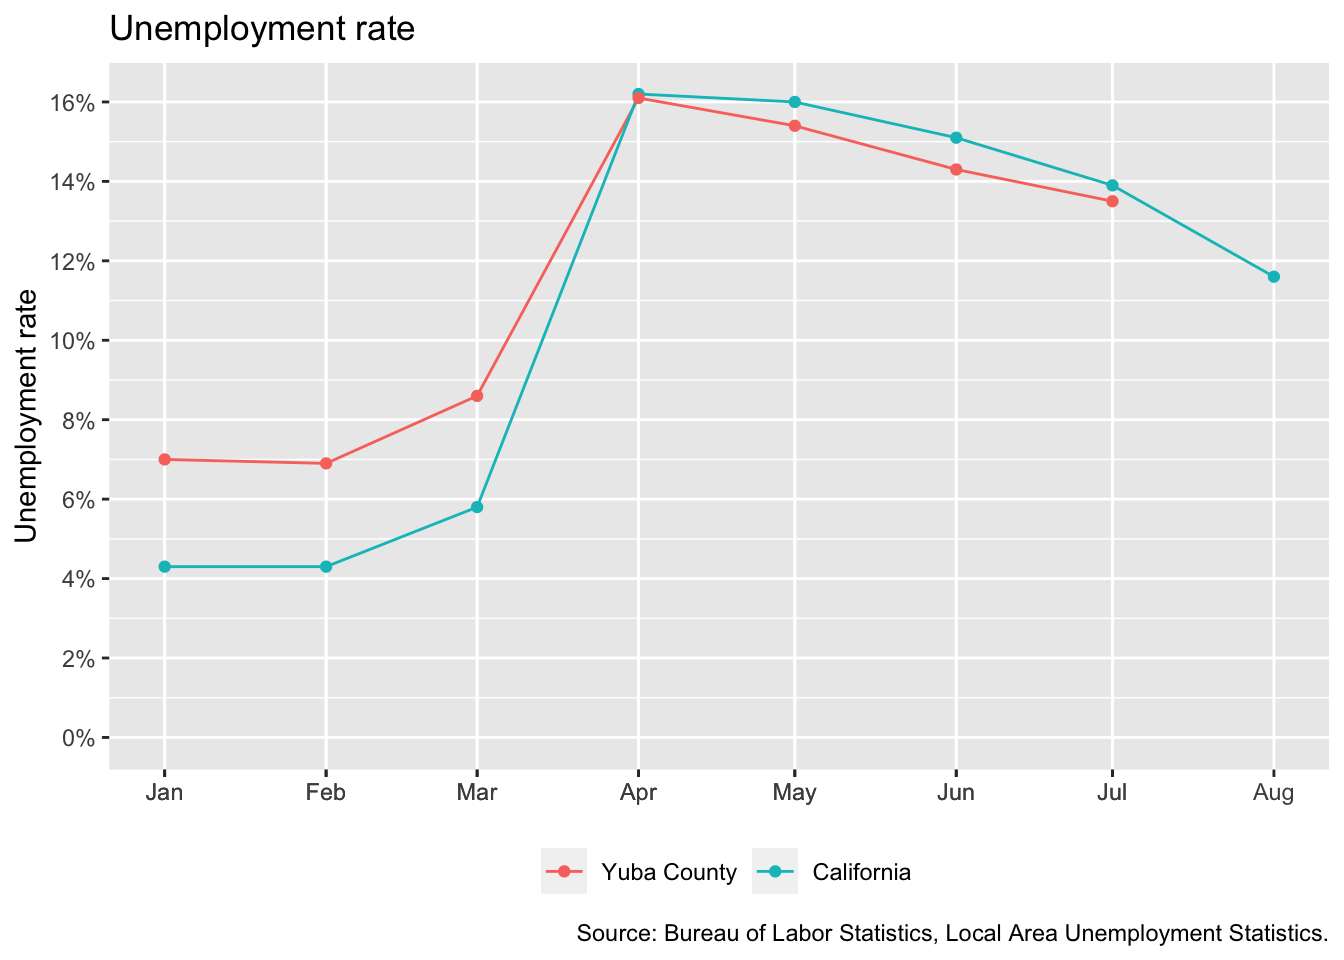 Unemployment rate
Unemployment rate
16%
14%
12%
10%
8%
6%
4%
2%
0%
Jan Feb Mar Apr May Jun Jul Aug
Yuba County California
Source: Bureau of Labor Statistics, Local Area Unemployment Statistics.